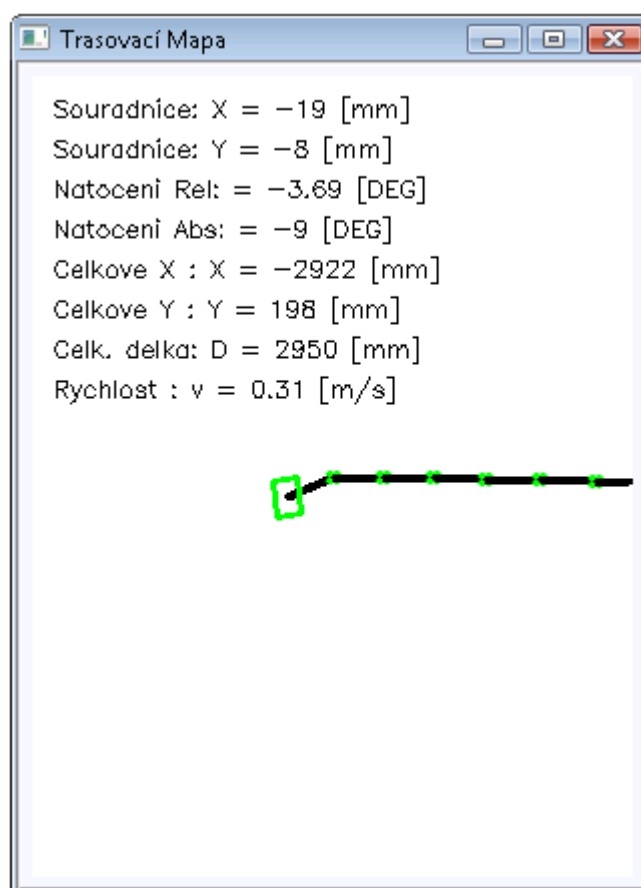 Trasovací Mapa
Souradnice: X = -19 [mm]
Souradnice: Y = -8 [mm]
Natoceni Rel: = -3.69 [DEG]
Natoceni Abs: = -9 [DEG]
Celkove X : X = -2922 [mm]
Celkove Y : Y = 198 [mm]
Celk. delka: D = 2950 [mm]
Rychlost : v = 0.31 [m/s]